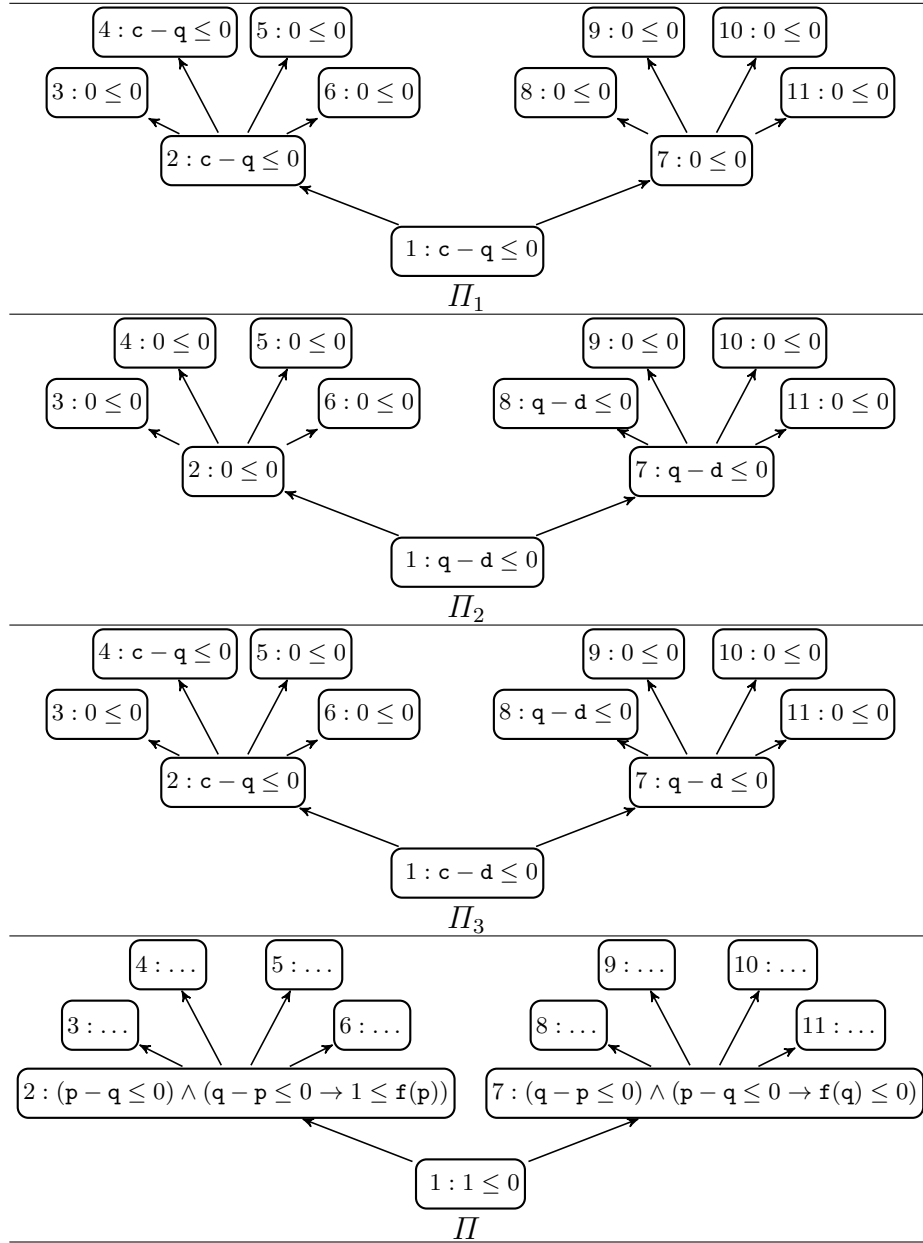 4 : c − q ≤ 0 5 : 0 ≤ 0 9 : 0 ≤ 0 10 : 0 ≤ 0
3 : 0 ≤ 0 6 : 0 ≤ 0 8 : 0 ≤ 0 11 : 0 ≤ 0
2 : c − q ≤ 0 7 : 0 ≤ 0
1 : c − q ≤ 0
Π₁
4 : 0 ≤ 0 5 : 0 ≤ 0 9 : 0 ≤ 0 10 : 0 ≤ 0
3 : 0 ≤ 0 6 : 0 ≤ 0 8 : q − d ≤ 0 11 : 0 ≤ 0
2 : 0 ≤ 0 7 : q − d ≤ 0
1 : q − d ≤ 0
Π₂
4 : c − q ≤ 0 5 : 0 ≤ 0 9 : 0 ≤ 0 10 : 0 ≤ 0
3 : 0 ≤ 0 6 : 0 ≤ 0 8 : q − d ≤ 0 11 : 0 ≤ 0
2 : c − q ≤ 0 7 : q − d ≤ 0
1 : c − d ≤ 0
Π₃
4 : ... 5 : ... 9 : ... 10 : ...
3 : ... 6 : ... 8 : ... 11 : ...
2 : (p − q ≤ 0) ∧ (q − p ≤ 0 → 1 ≤ f(p)) 7 : (q − p ≤ 0) ∧ (p − q ≤ 0 → f(q) ≤ 0)
1 : 1 ≤ 0
Π